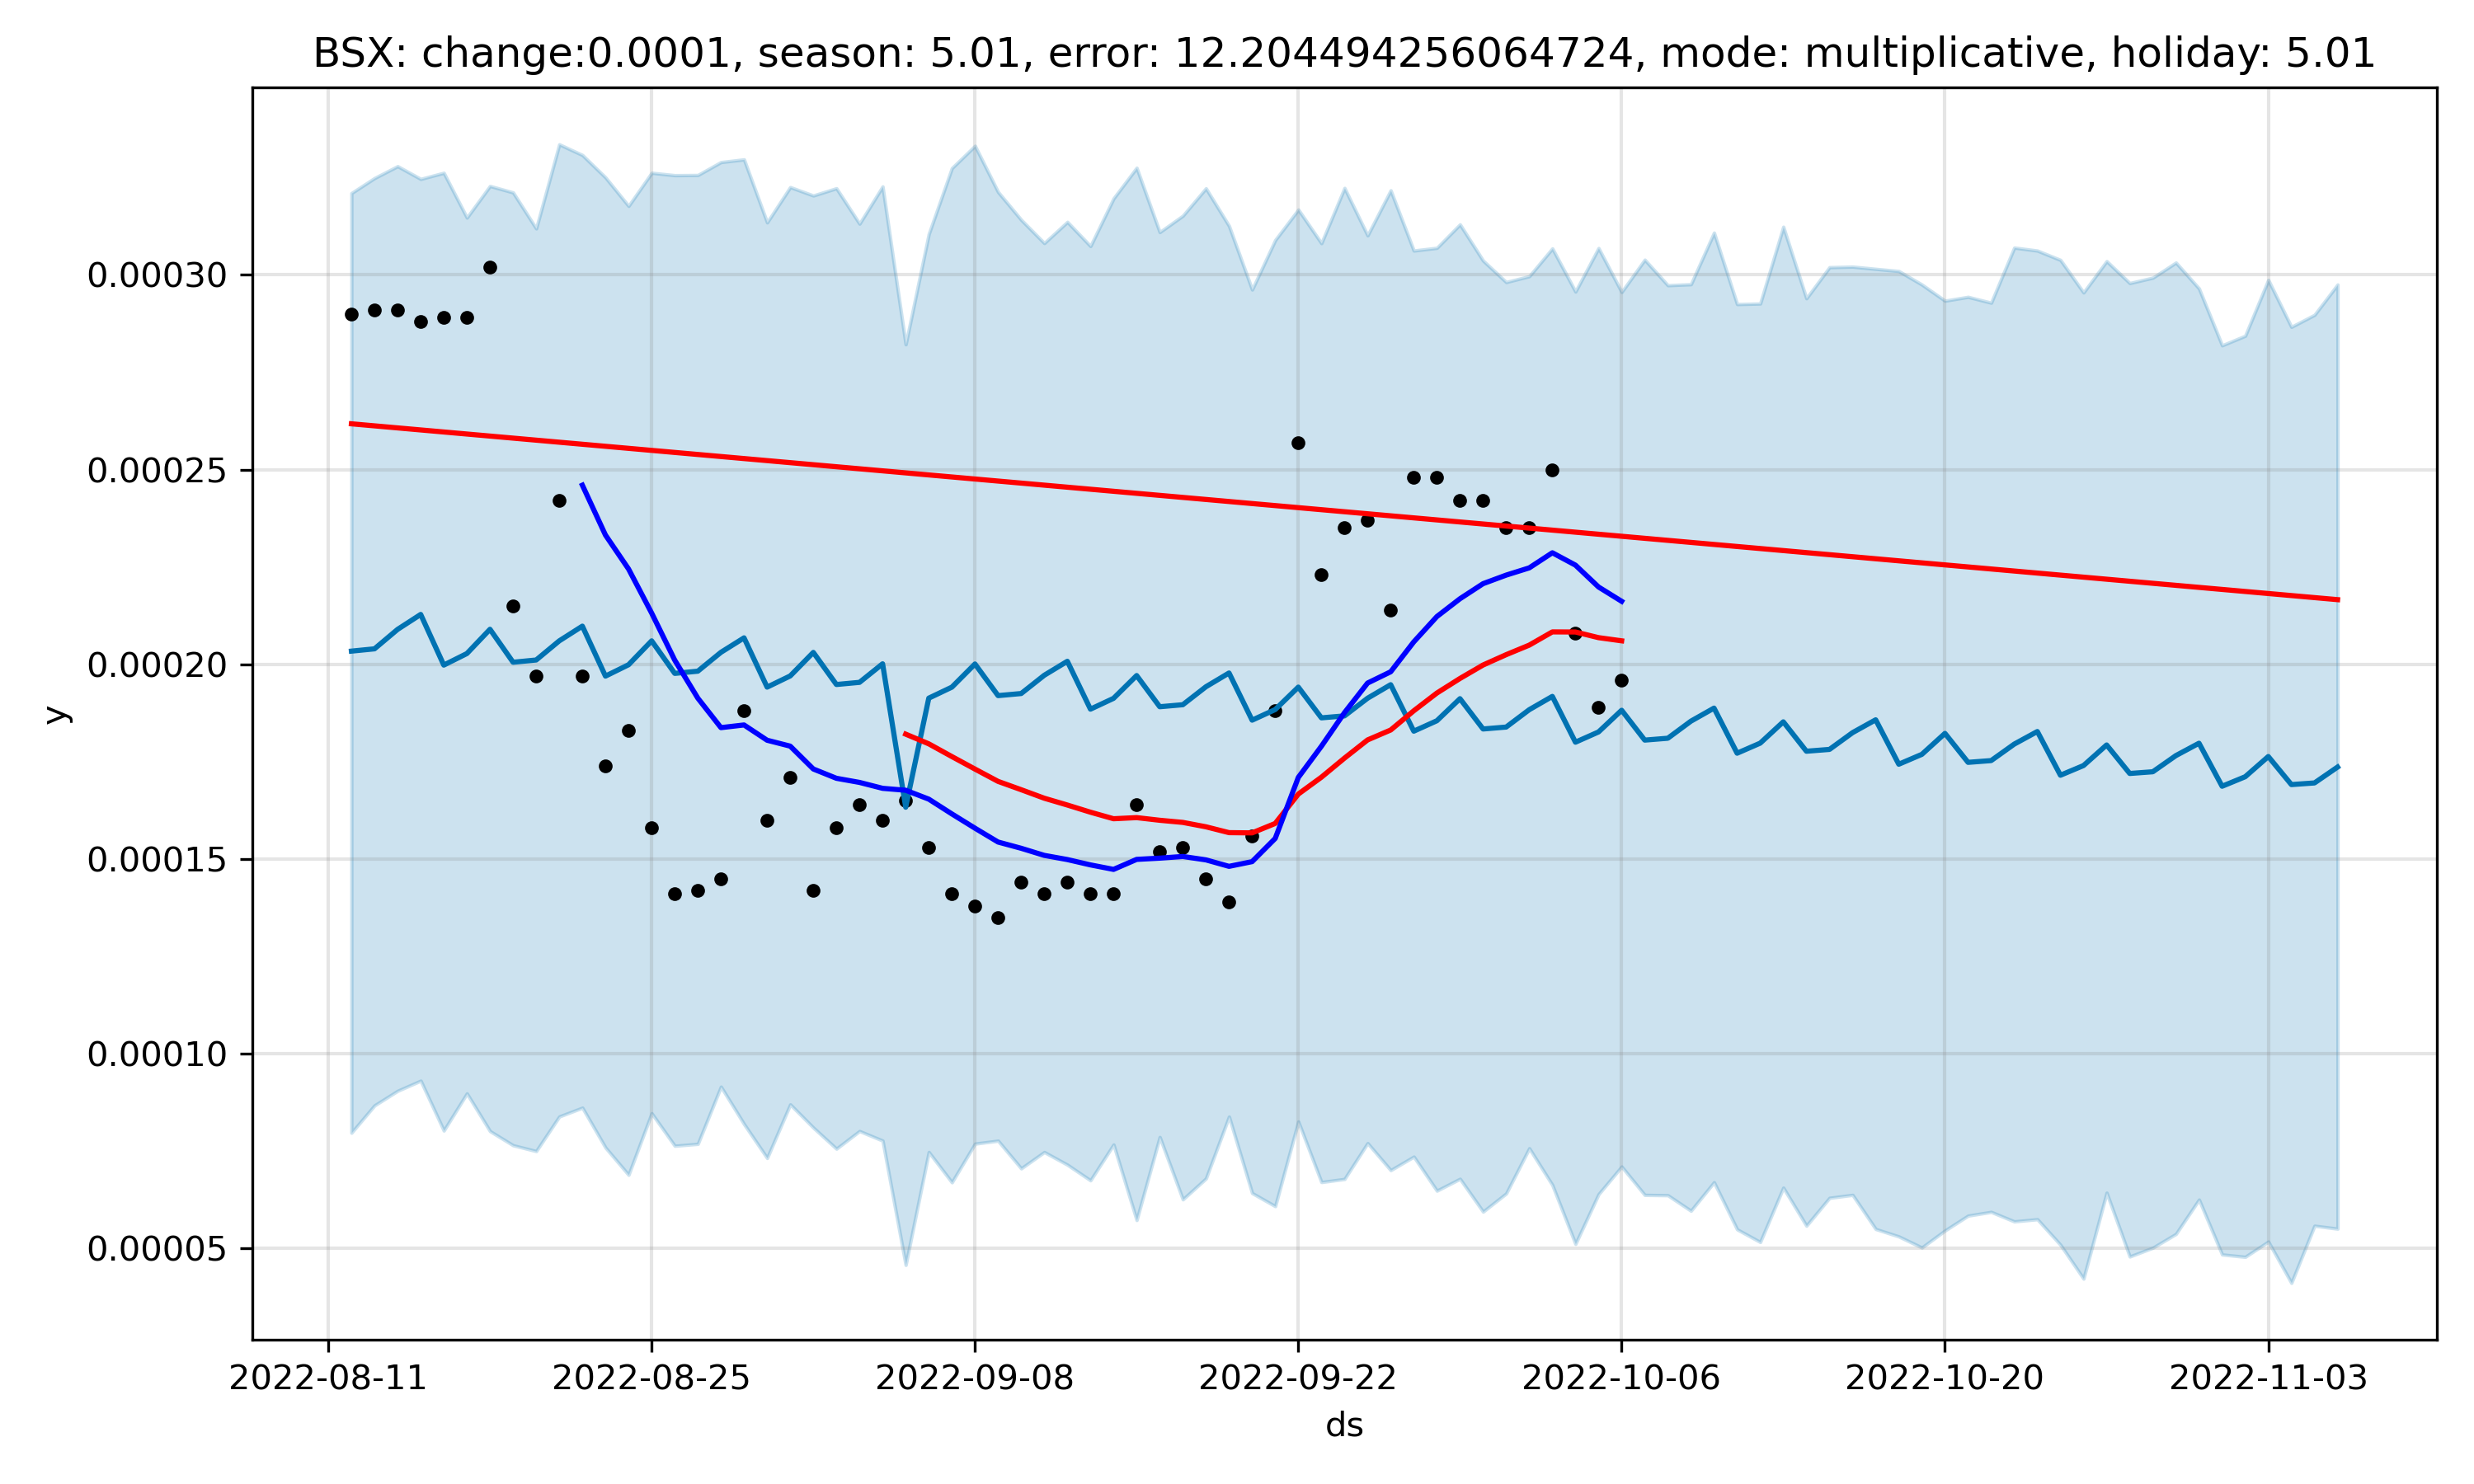 BSX: change:0.0001, season: 5.01, error: 12.204494256064724, mode: multiplicative, holiday: 5.01
0.00030
0.00025
0.00020
0.00015
0.00010
0.00005
y
2022-08-11 2022-08-25 2022-09-08 2022-09-22 2022-10-06 2022-10-20 2022-11-03
ds